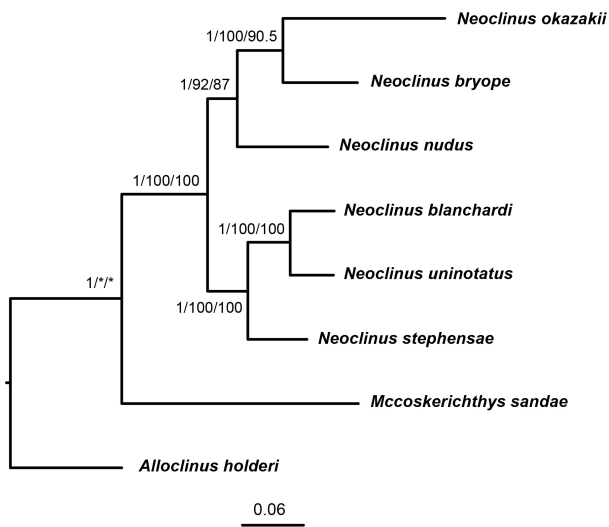 Neoclinus okazakii
1/100/90.5
Neoclinus bryope
1/92/87
Neoclinus nudus
1/100/100
Neoclinus blanchardi
1/100/100
Neoclinus uninotatus
1/*/*
1/100/100
Neoclinus stephensae
Mccoskerichthys sandae
Alloclinus holderi
0.06